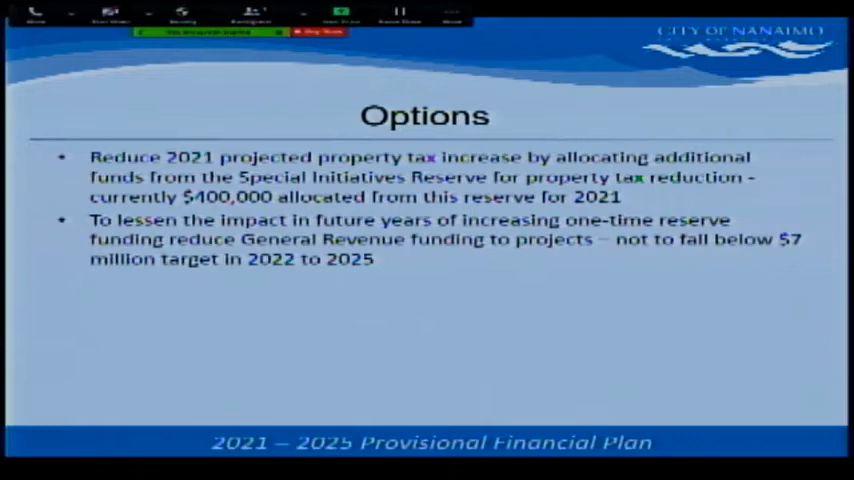 CITY OF NANAIMO
Options
• Reduce 2021 projected property tax increase by allocating additional
funds from the Special Initiatives Reserve for property tax reduction -
currently $400,000 allocated from this reserve for 2021
• To lessen the impact in future years of increasing one-time reserve
funding reduce General Revenue funding to projects – not to fall below $7
million target in 2022 to 2025
2021 – 2025 Provisional Financial Plan